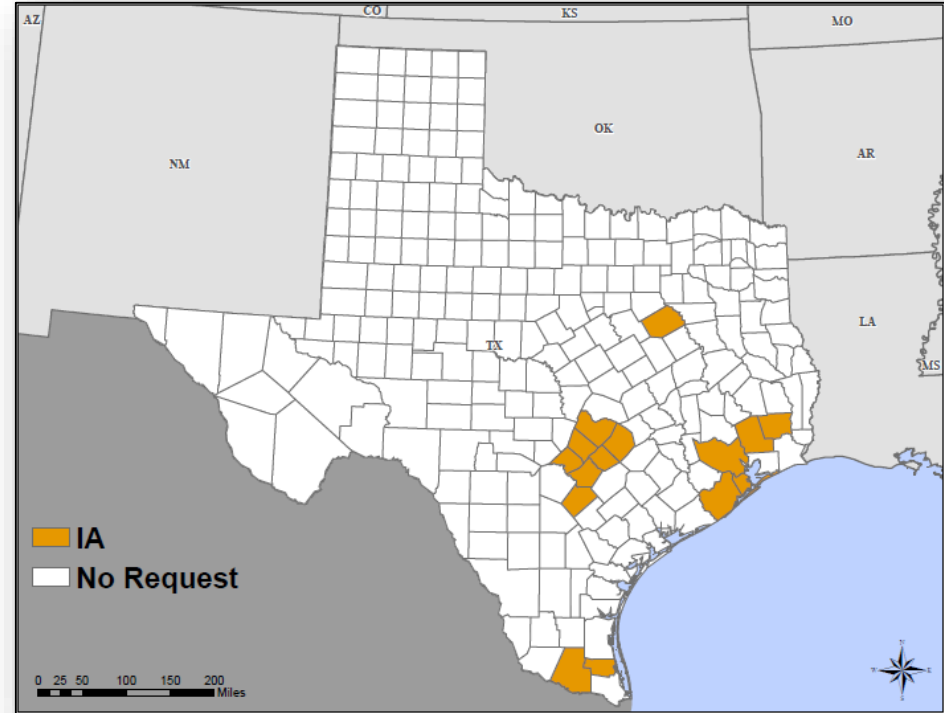 AZ
CO
KS
MO
OK
NM
AR
TX
LA
MS
IA
No Request
0 25 50 100 150 200
Miles
N
W
E
S